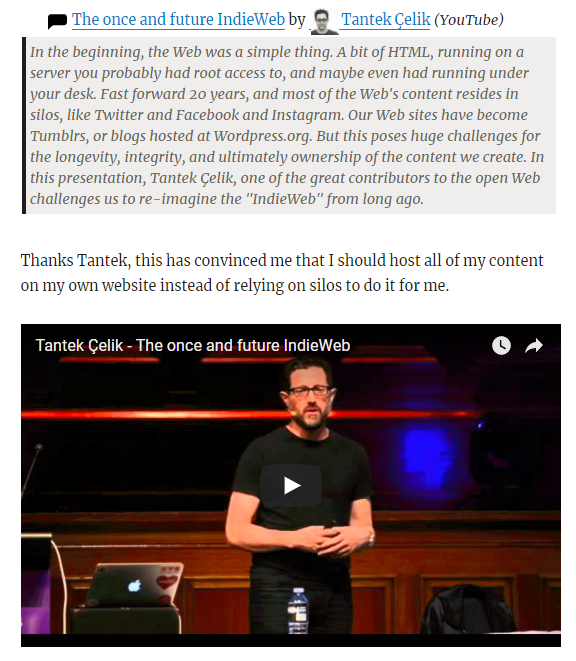 The once and future IndieWeb by Tantek Çelik (YouTube)
In the beginning, the Web was a simple thing. A bit of HTML, running on a
server you probably had root access to, and maybe even had running under
your desk. Fast forward 20 years, and most of the Web's content resides in
silos, like Twitter and Facebook and Instagram. Our Web sites have become
Tumblrs, or blogs hosted at Wordpress.org. But this poses huge challenges for
the longevity, integrity, and ultimately ownership of the content we create. In
this presentation, Tantek Çelik, one of the great contributors to the open Web
challenges us to re-imagine the "IndieWeb" from long ago.
Thanks Tantek, this has convinced me that I should host all of my content
on my own website instead of relying on silos to do it for me.
Tantek Çelik - The once and future IndieWeb